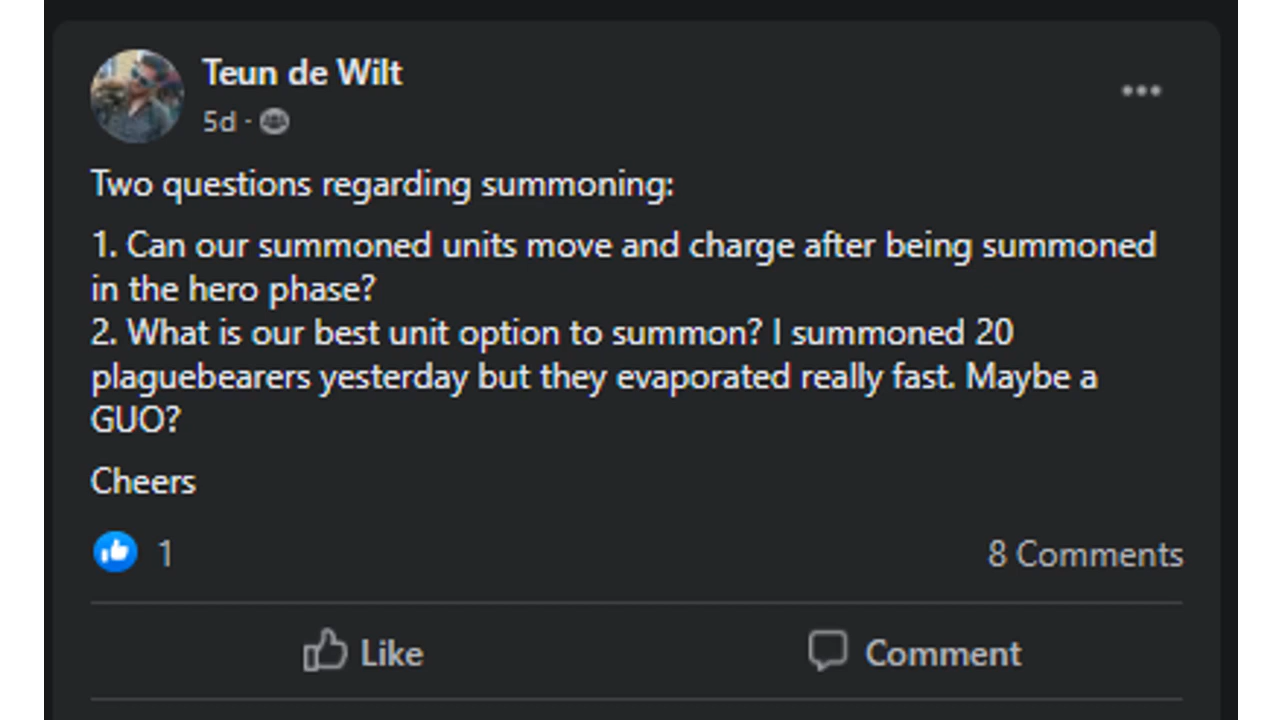 Teun de Wilt
5d ·
Two questions regarding summoning:
1. Can our summoned units move and charge after being summoned
in the hero phase?
2. What is our best unit option to summon? I summoned 20
plaguebearers yesterday but they evaporated really fast. Maybe a
GUO?
Cheers
1
8 Comments
Like
Comment